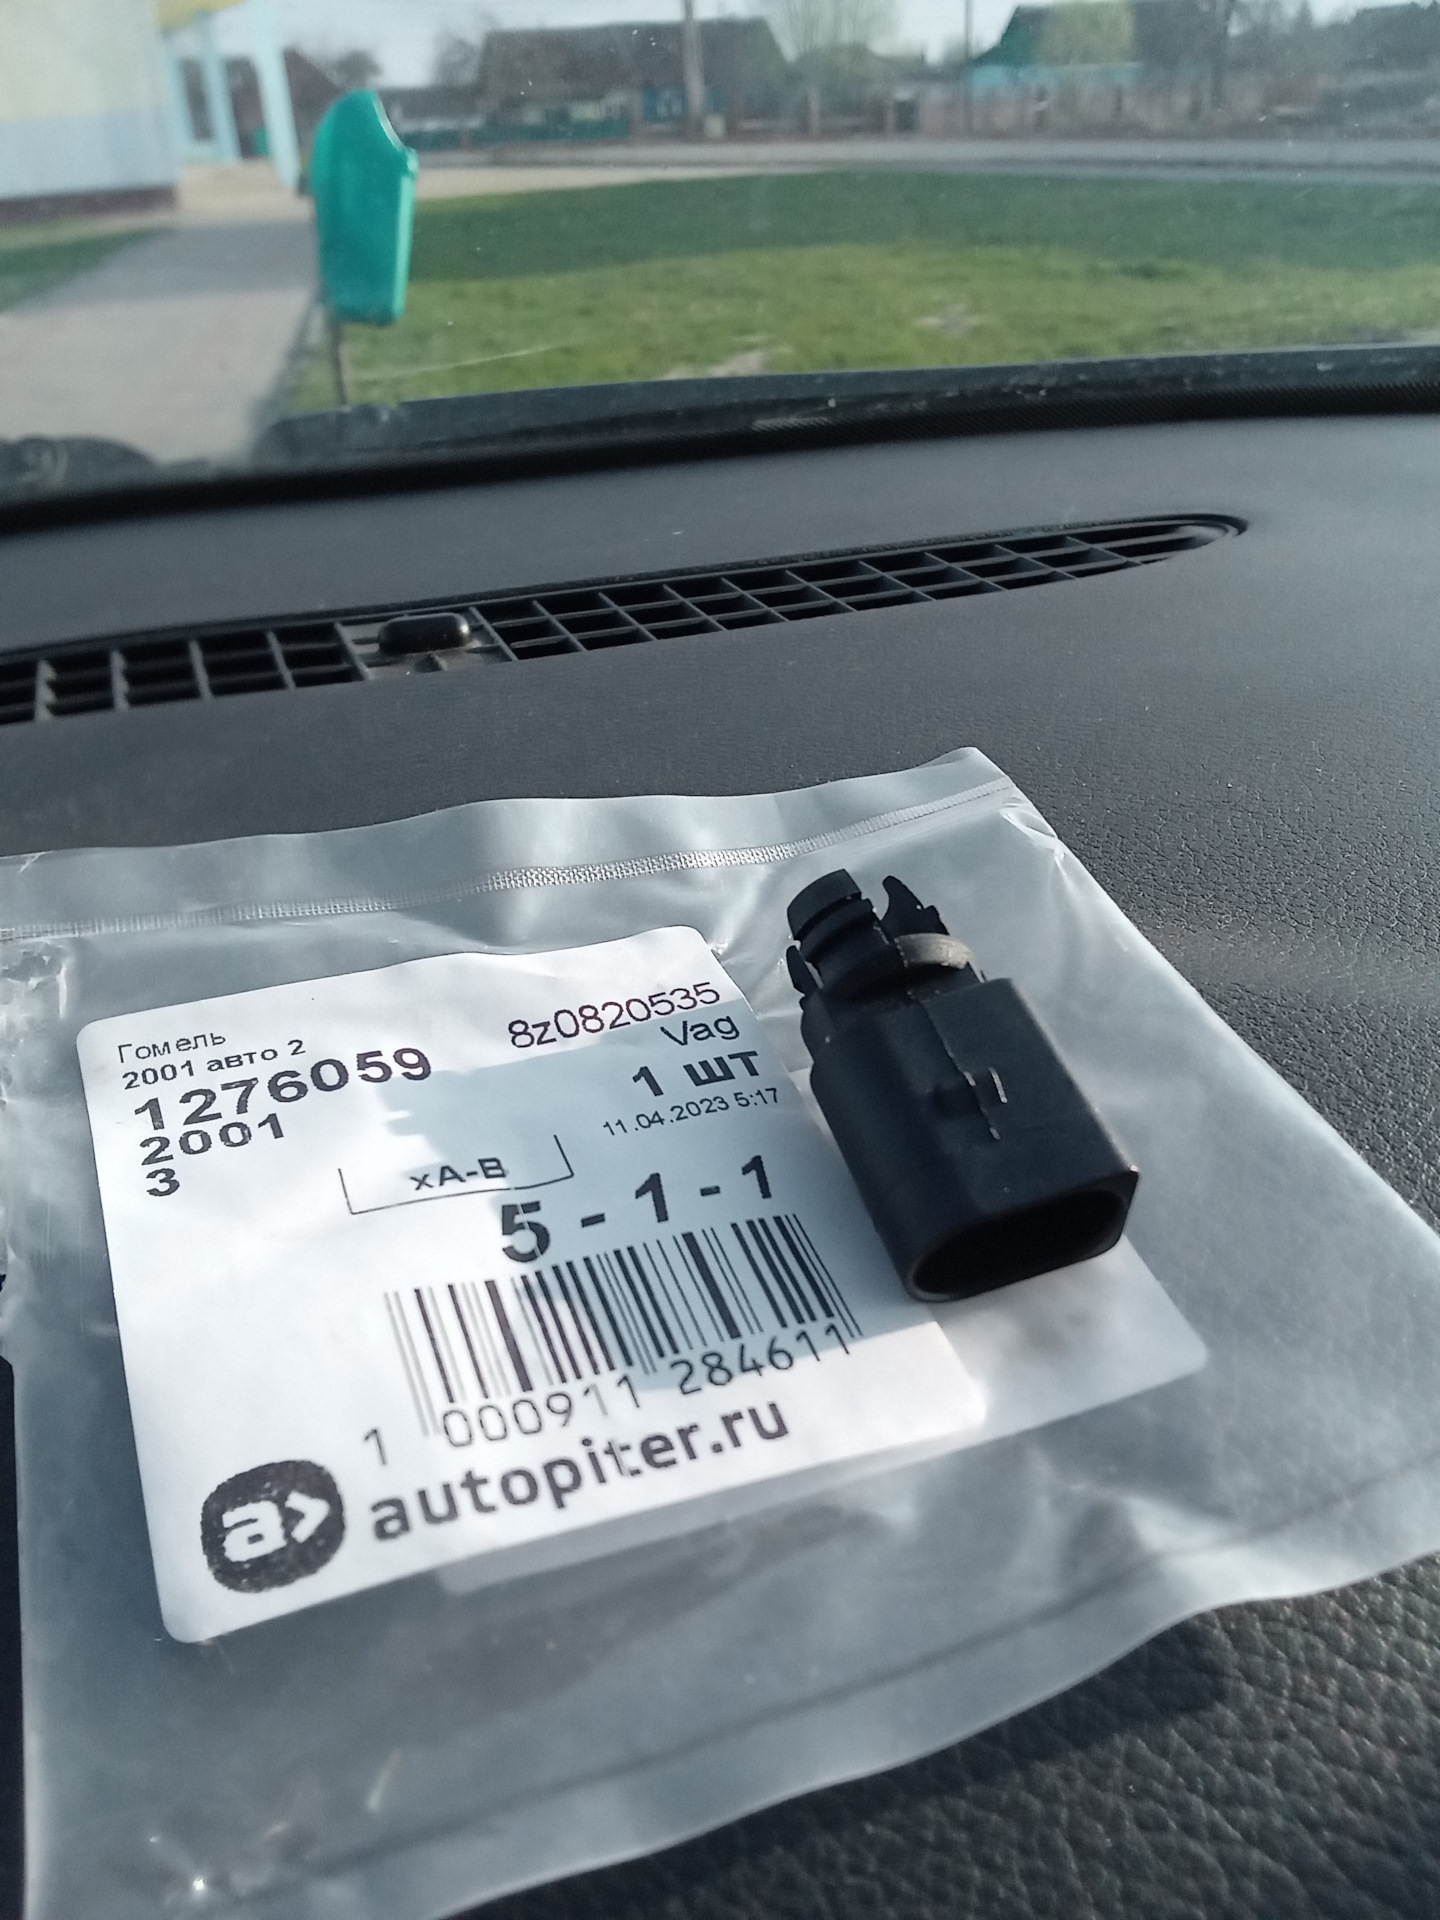 Гомель
2001 авто 2
1276059
2001
3
8z0820535
Vag
1 шт
11.04.2023 5:17
xA-B
5 - 1 - 1
1 000911 284611
a>
autopiter.ru